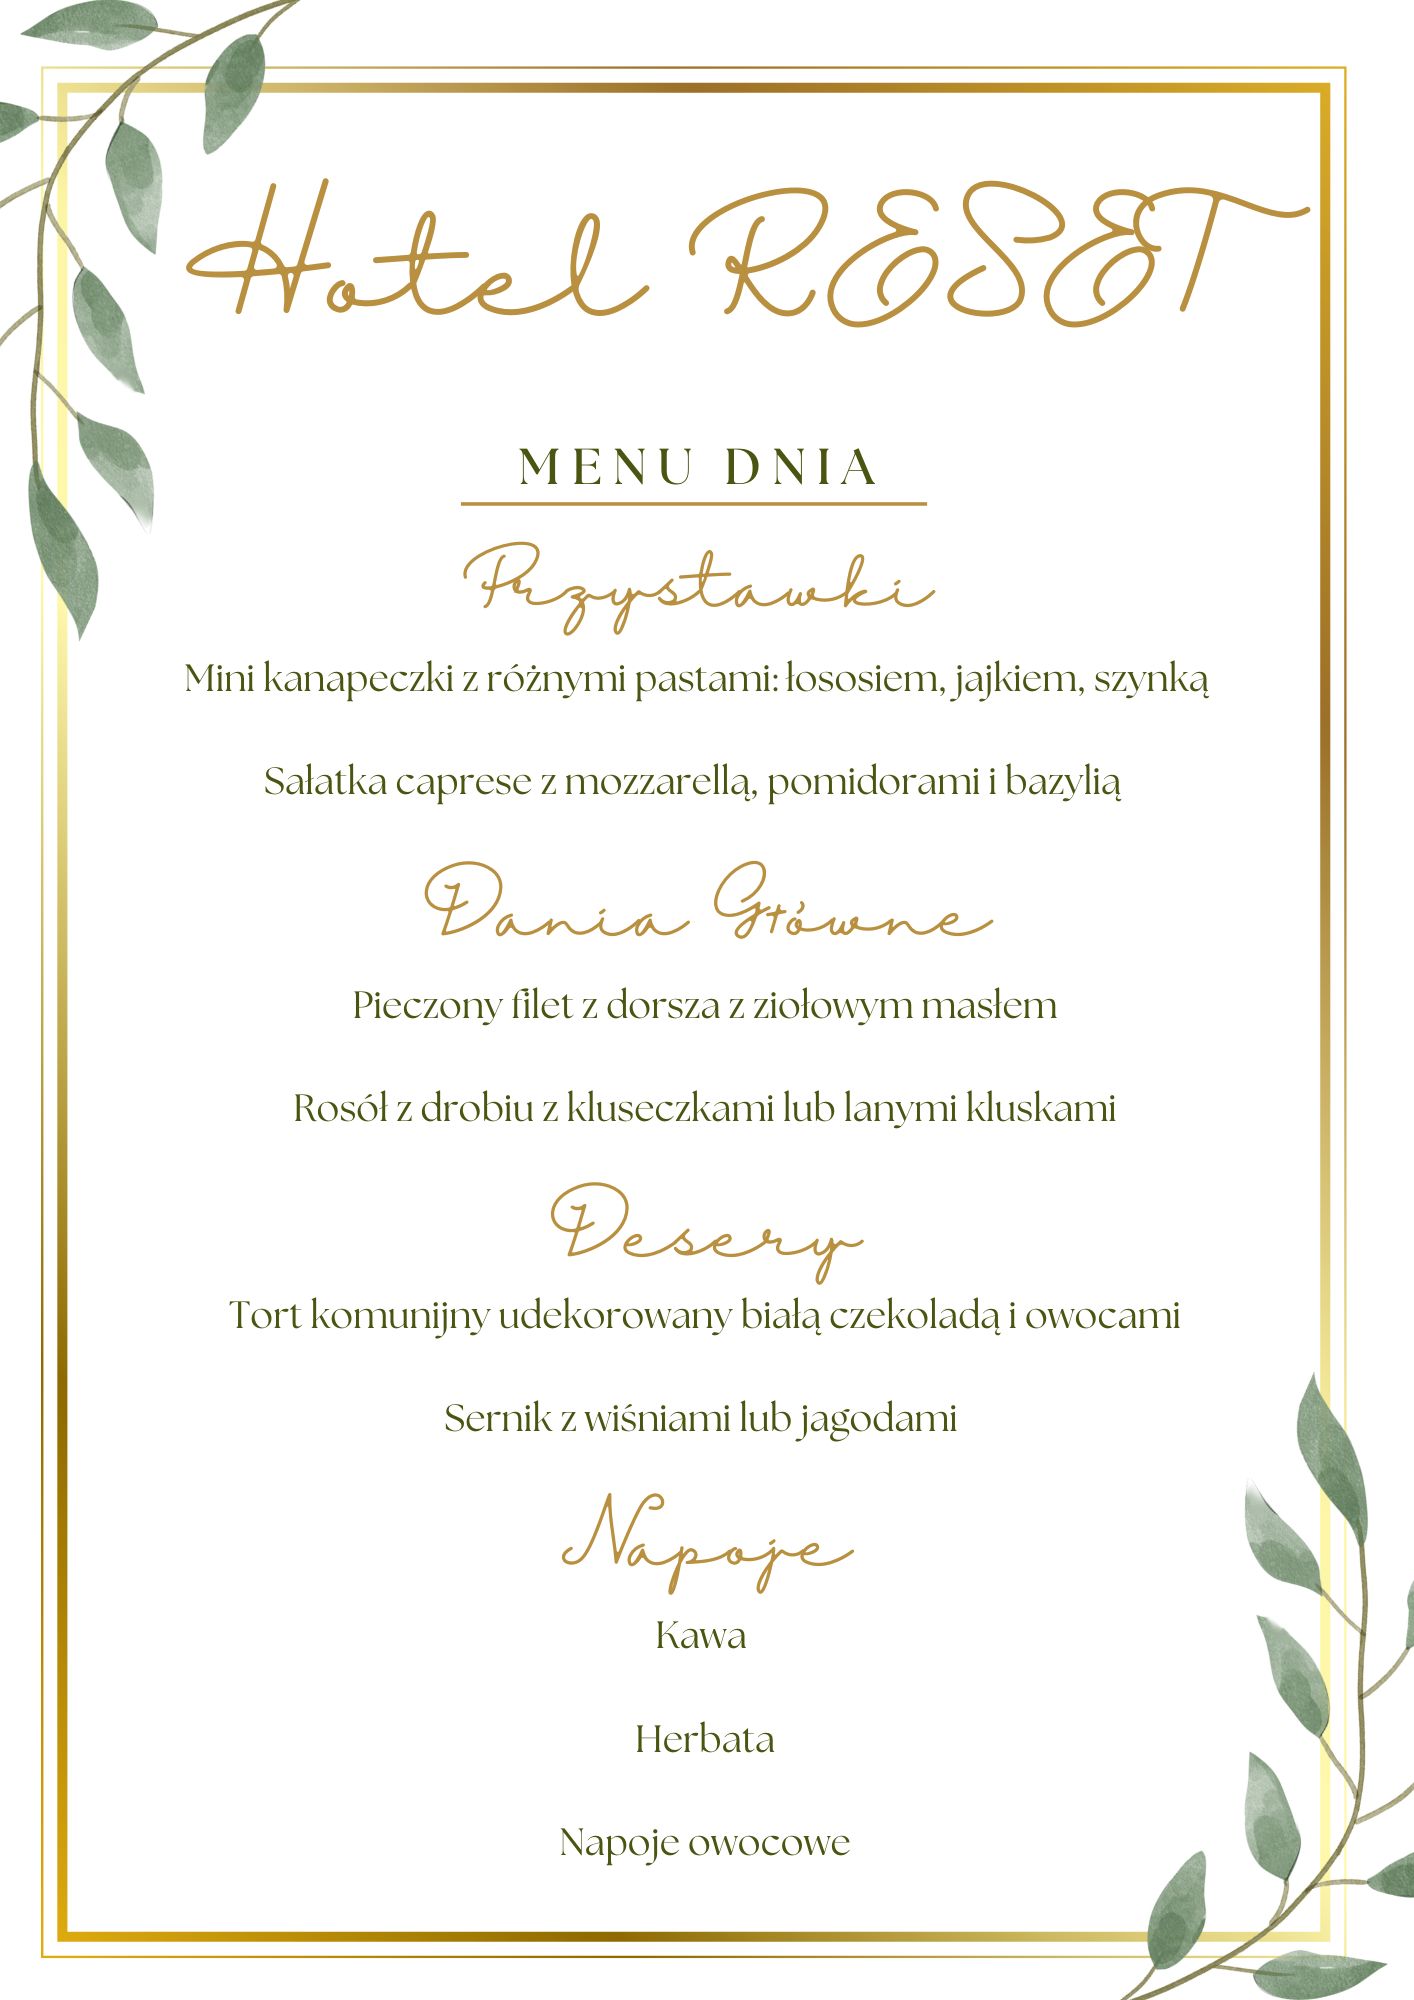 Hotel RESET
MENU DNIA
Przystawki
Mini kanapeczki z różnymi pastami: łososiem, jajkiem, szynką
Sałatka caprese z mozzarellą, pomidorami i bazylią
Dania Główne
Pieczony filet z dorsza z ziołowym masłem
Rosół z drobiu z kluseczkami lub lanymi kluskami
Desery
Tort komunijny udekorowany białą czekoladą i owocami
Sernik z wiśniami lub jagodami
Napoje
Kawa
Herbata
Napoje owocowe